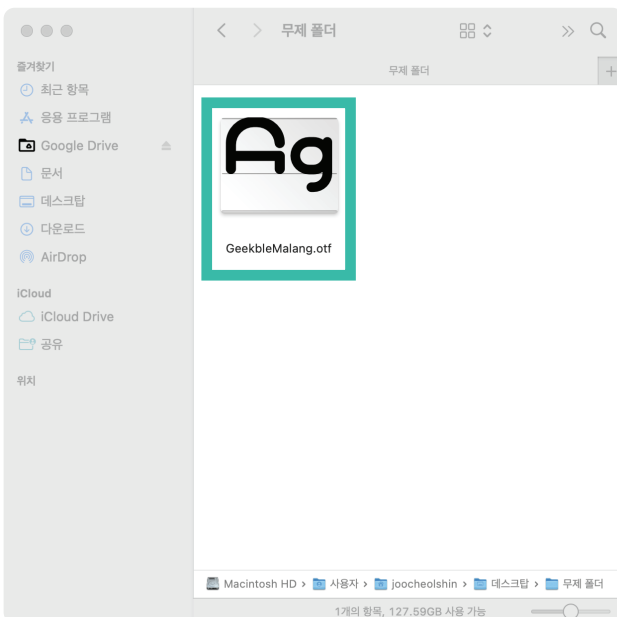 무제 폴더
무제 폴더
즐겨찾기
최근 항목
응용 프로그램
Google Drive
문서
데스크탑
다운로드
AirDrop
iCloud
iCloud Drive
공유
위치
Ag
GeekbleMalang.otf
Macintosh HD › 사용자 › joocheolshin › 데스크탑 › 무제 폴더
1개의 항목, 127.59GB 사용 가능